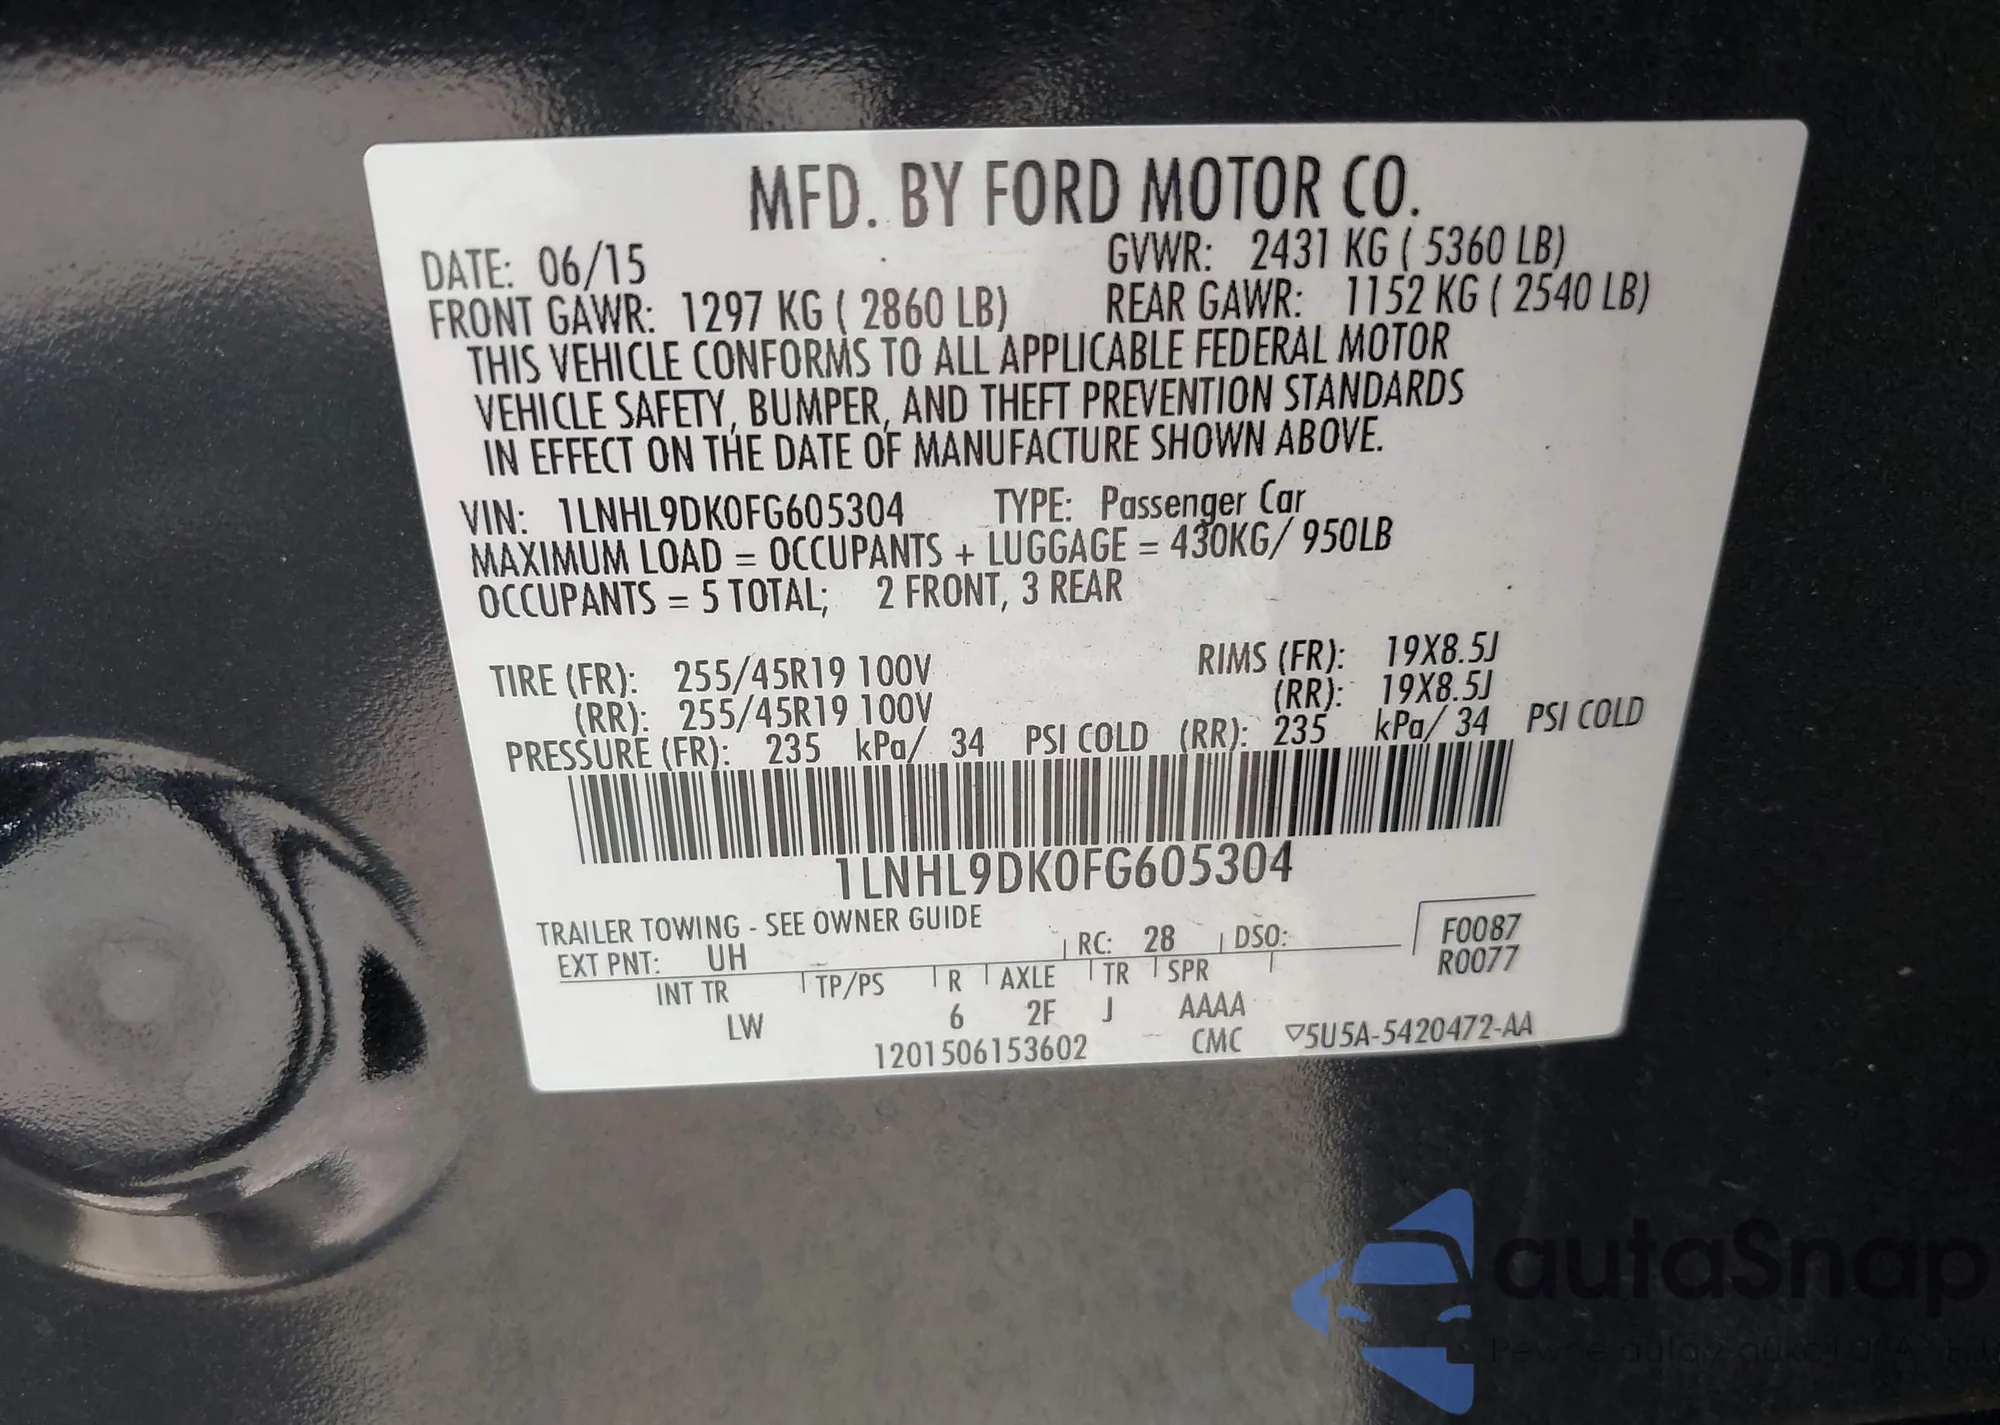 MFD. BY FORD MOTOR CO.
DATE: 06/15 GVWR: 2431 KG ( 5360 LB)
FRONT GAWR: 1297 KG ( 2860 LB) REAR GAWR: 1152 KG ( 2540 LB)
THIS VEHICLE CONFORMS TO ALL APPLICABLE FEDERAL MOTOR
VEHICLE SAFETY, BUMPER, AND THEFT PREVENTION STANDARDS
IN EFFECT ON THE DATE OF MANUFACTURE SHOWN ABOVE.
VIN: 1LNHL9DK0FG605304 TYPE: Passenger Car
MAXIMUM LOAD = OCCUPANTS + LUGGAGE = 430KG/ 950LB
OCCUPANTS = 5 TOTAL; 2 FRONT, 3 REAR
TIRE (FR): 255/45R19 100V RIMS (FR): 19X8.5J
(RR): 255/45R19 100V (RR): 19X8.5J
PRESSURE (FR): 235 kPa/ 34 PSI COLD (RR): 235 kPa/ 34 PSI COLD
1LNHL9DK0FG605304
TRAILER TOWING - SEE OWNER GUIDE
EXT PNT: UH RC: 28 DSO: F0087
R0077
INT TR TP/PS R AXLE TR SPR
LW 6 2F J AAAA
1201506153602 CMC ▽5U5A-5420472-AA
autaSnap
Pewne auta z aukcji